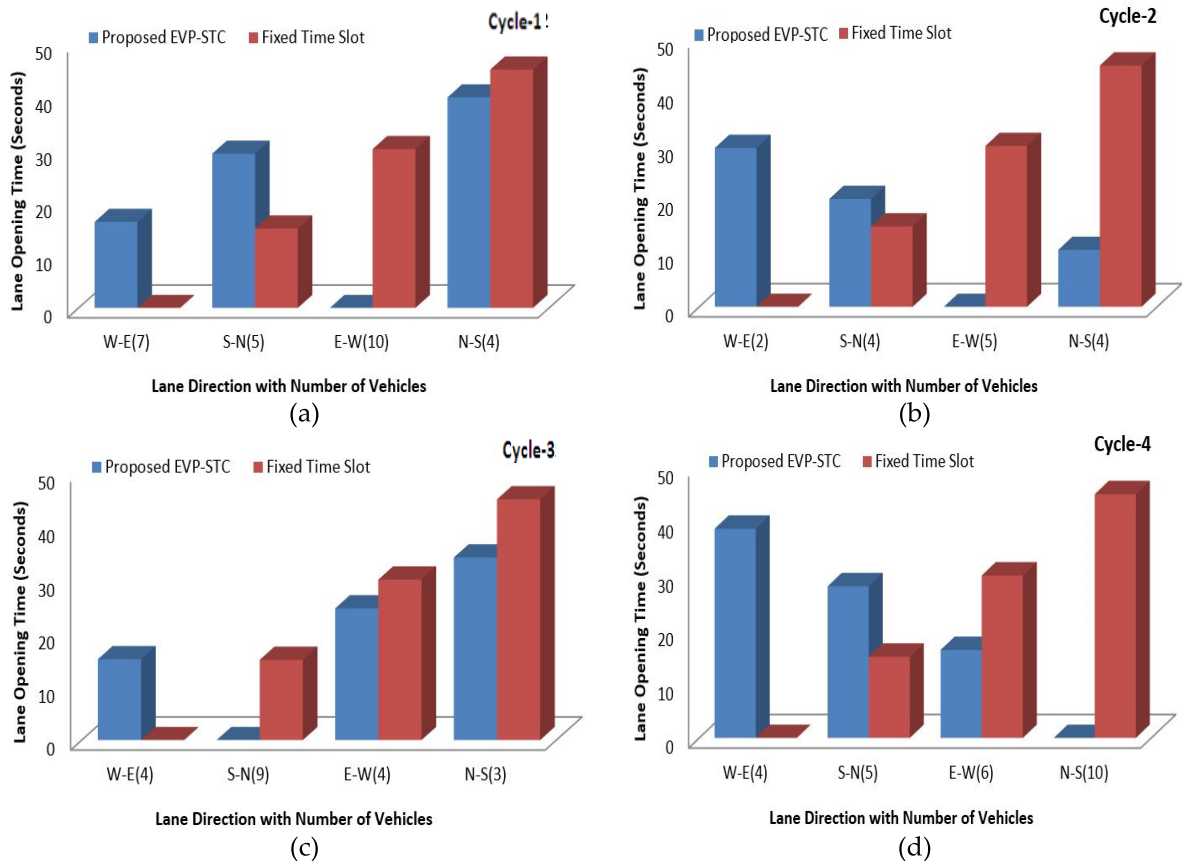 Cycle-1 !
Proposed EVP-STC
Fixed Time Slot
Lane Opening Time (Seconds)
50
40
30
20
10
0
W-E(7)
S-N(5)
E-W(10)
N-S(4)
Lane Direction with Number of Vehicles
(a)
Cycle-2
Proposed EVP-STC
Fixed Time Slot
Lane Opening Time (Seconds)
50
40
30
20
10
0
W-E(2)
S-N(4)
E-W(5)
N-S(4)
Lane Direction with Number of Vehicles
(b)
Cycle-3
Proposed EVP-STC
Fixed Time Slot
Lane Opening Time (Seconds)
50
40
30
20
10
0
W-E(4)
S-N(9)
E-W(4)
N-S(3)
Lane Direction with Number of Vehicles
(c)
Cycle-4
Proposed EVP-STC
Fixed Time Slot
Lane Opening Time (Seconds)
50
40
30
20
10
0
W-E(4)
S-N(5)
E-W(6)
N-S(10)
Lane Direction with Number of Vehicles
(d)